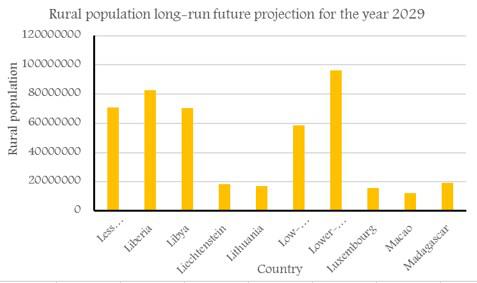 Rural population long-run future projection for the year 2029
120000000
100000000
80000000
60000000
40000000
20000000
0
Rural population
Less...
Liberia
Libya
Liechtenstein
Lithuania
Low-...
Lower-...
Luxembourg
Macao
Madagascar
Country